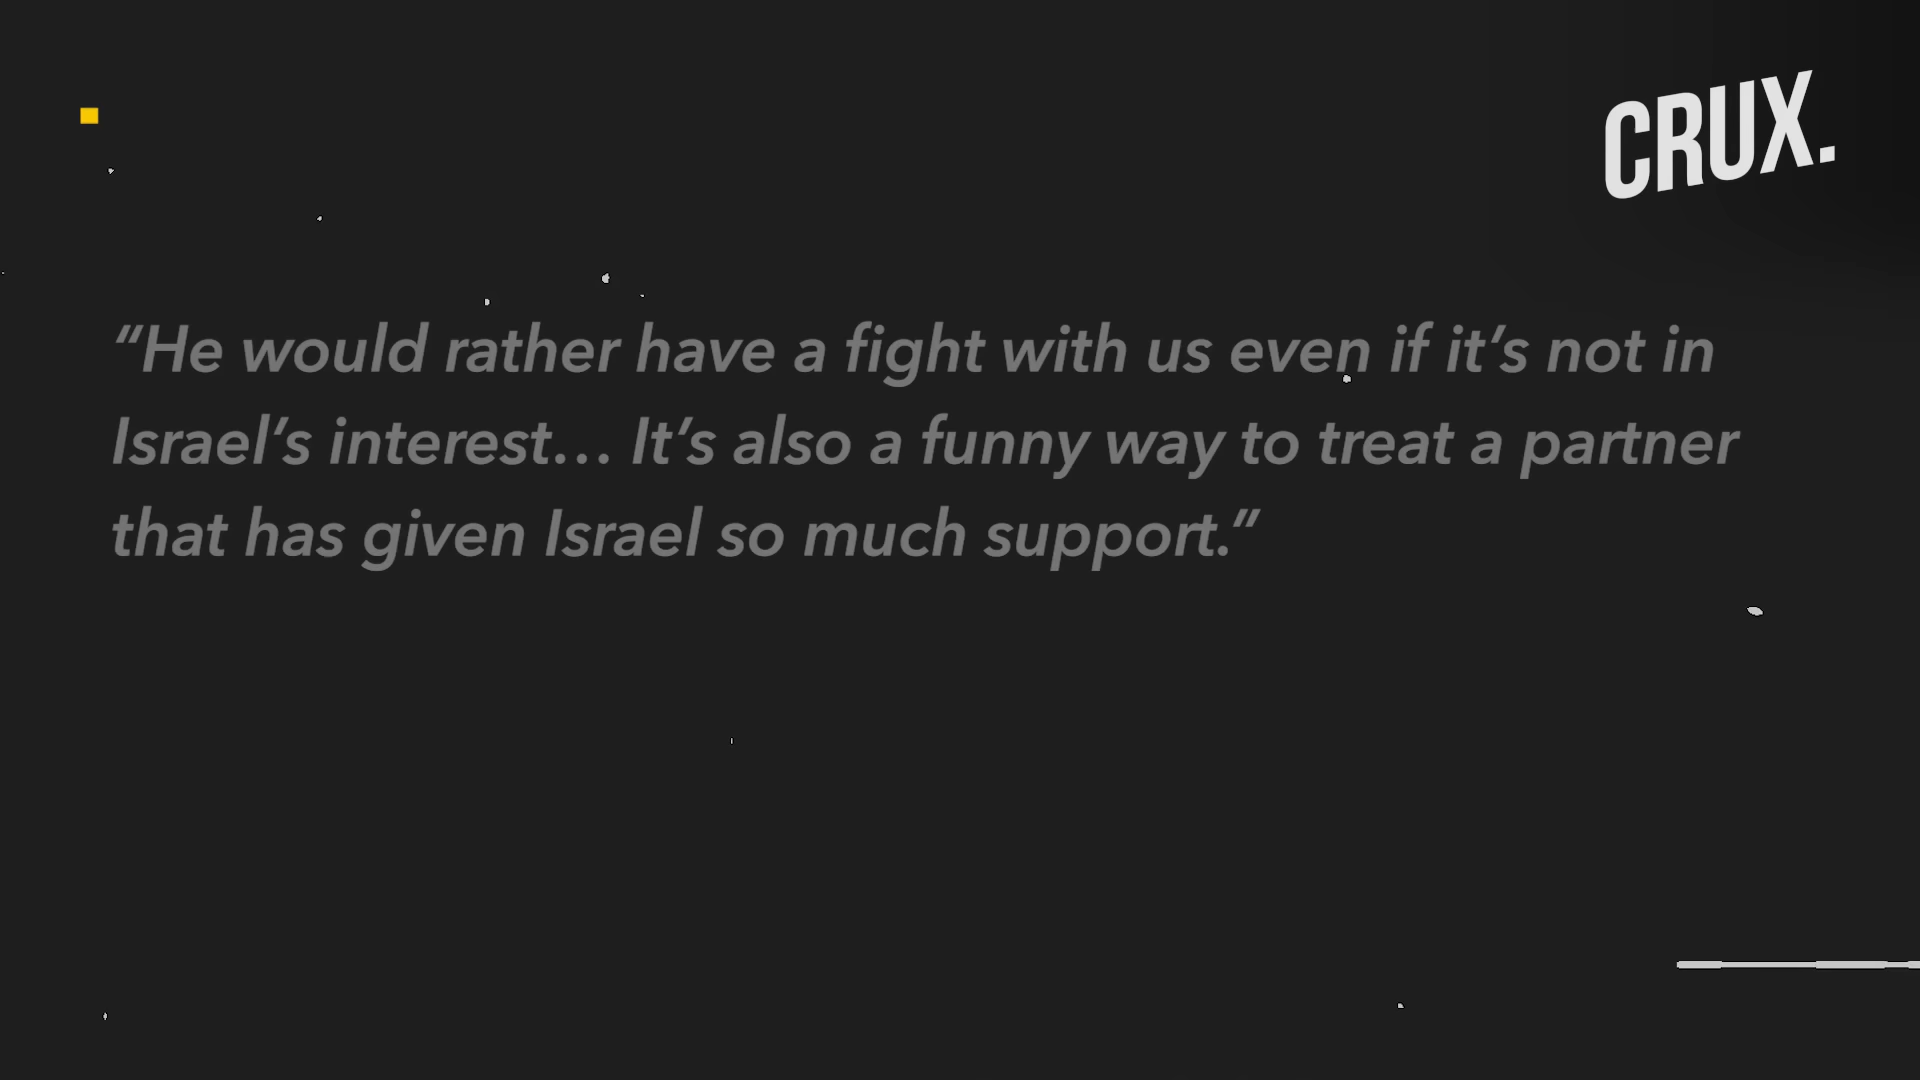 CRUX.
“He would rather have a fight with us even if it’s not in
Israel’s interest… It’s also a funny way to treat a partner
that has given Israel so much support.”